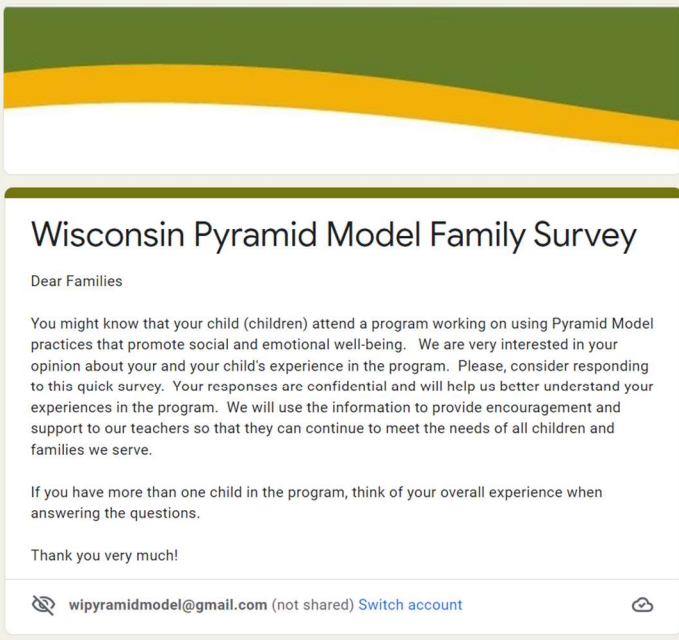 Wisconsin Pyramid Model Family Survey
Dear Families
You might know that your child (children) attend a program working on using Pyramid Model
practices that promote social and emotional well-being.   We are very interested in your
opinion about your and your child's experience in the program.  Please, consider responding
to this quick survey.  Your responses are confidential and will help us better understand your
experiences in the program.  We will use the information to provide encouragement and
support to our teachers so that they can continue to meet the needs of all children and
families we serve.
If you have more than one child in the program, think of your overall experience when
answering the questions.
Thank you very much!
wipyramidmodel@gmail.com (not shared) Switch account